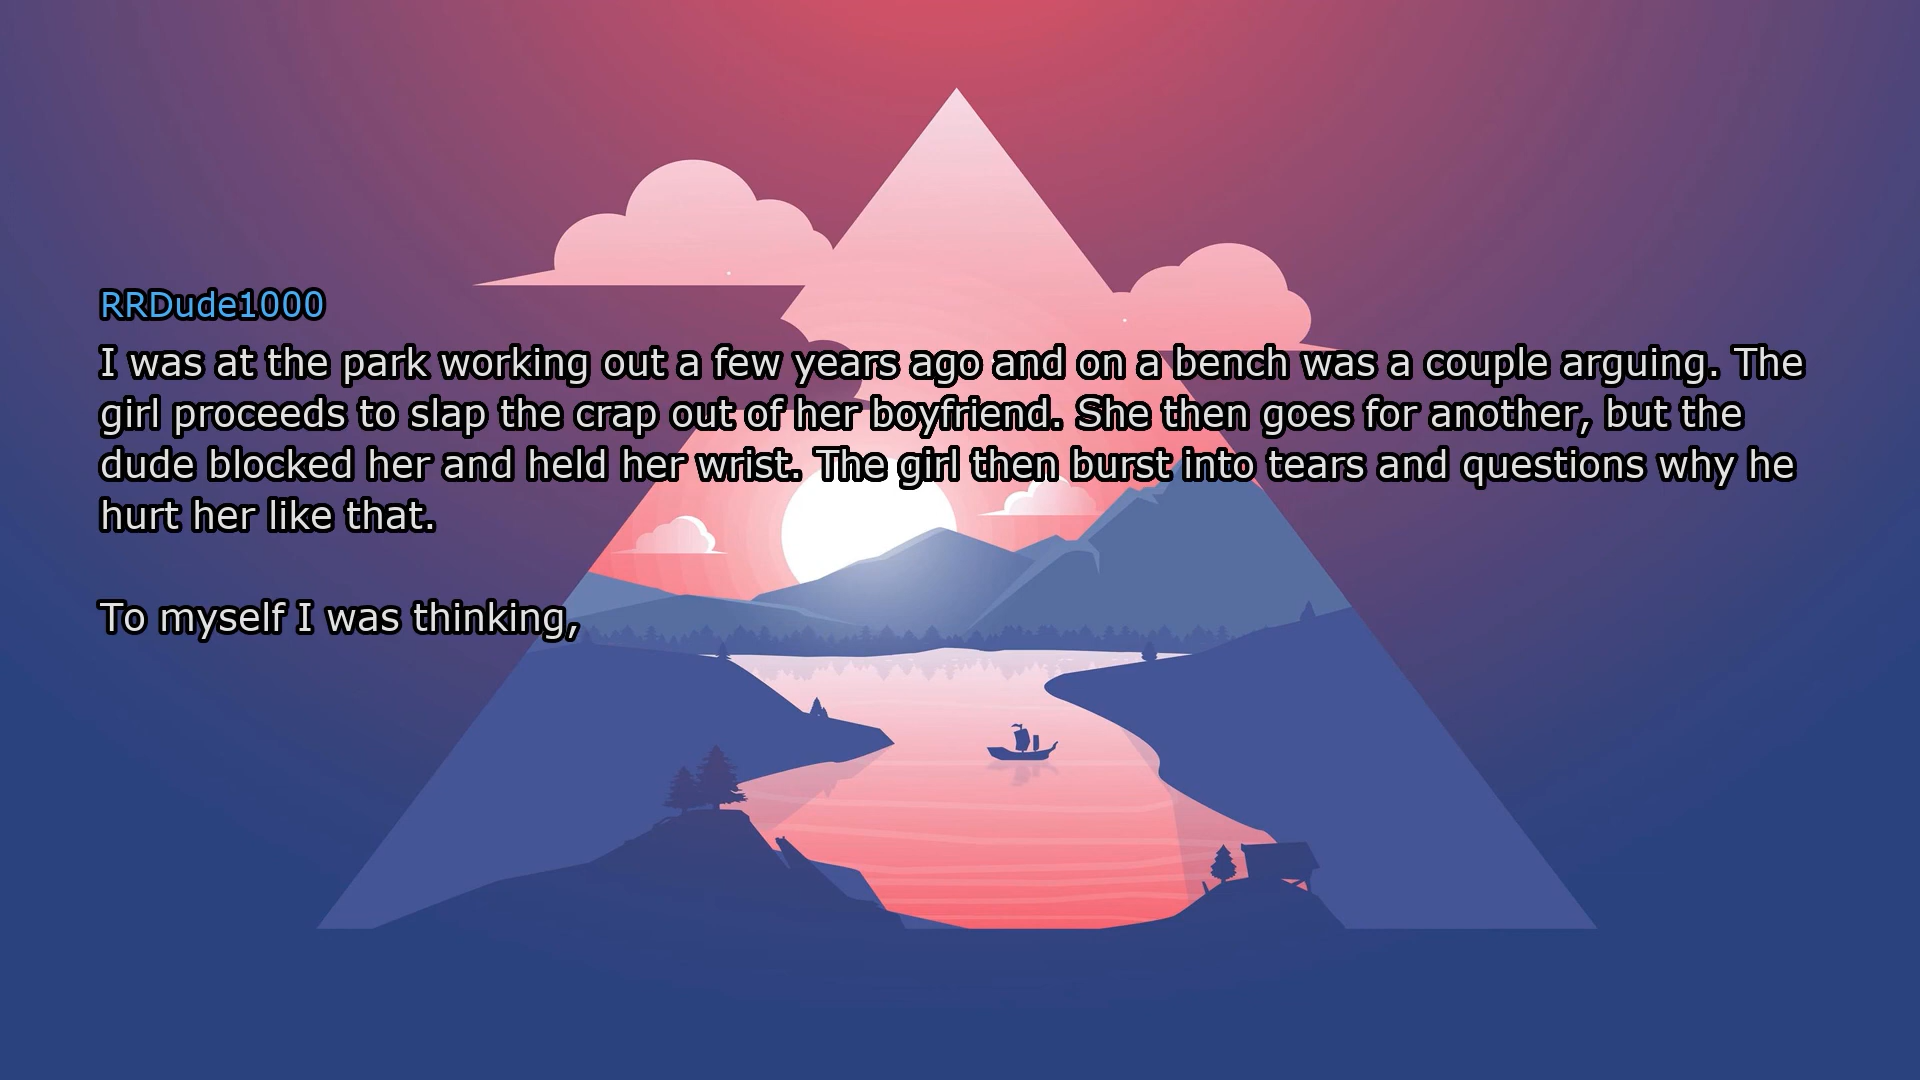 RRDude1000
I was at the park working out a few years ago and on a bench was a couple arguing. The
girl proceeds to slap the crap out of her boyfriend. She then goes for another, but the
dude blocked her and held her wrist. The girl then burst into tears and questions why he
hurt her like that.
To myself I was thinking,